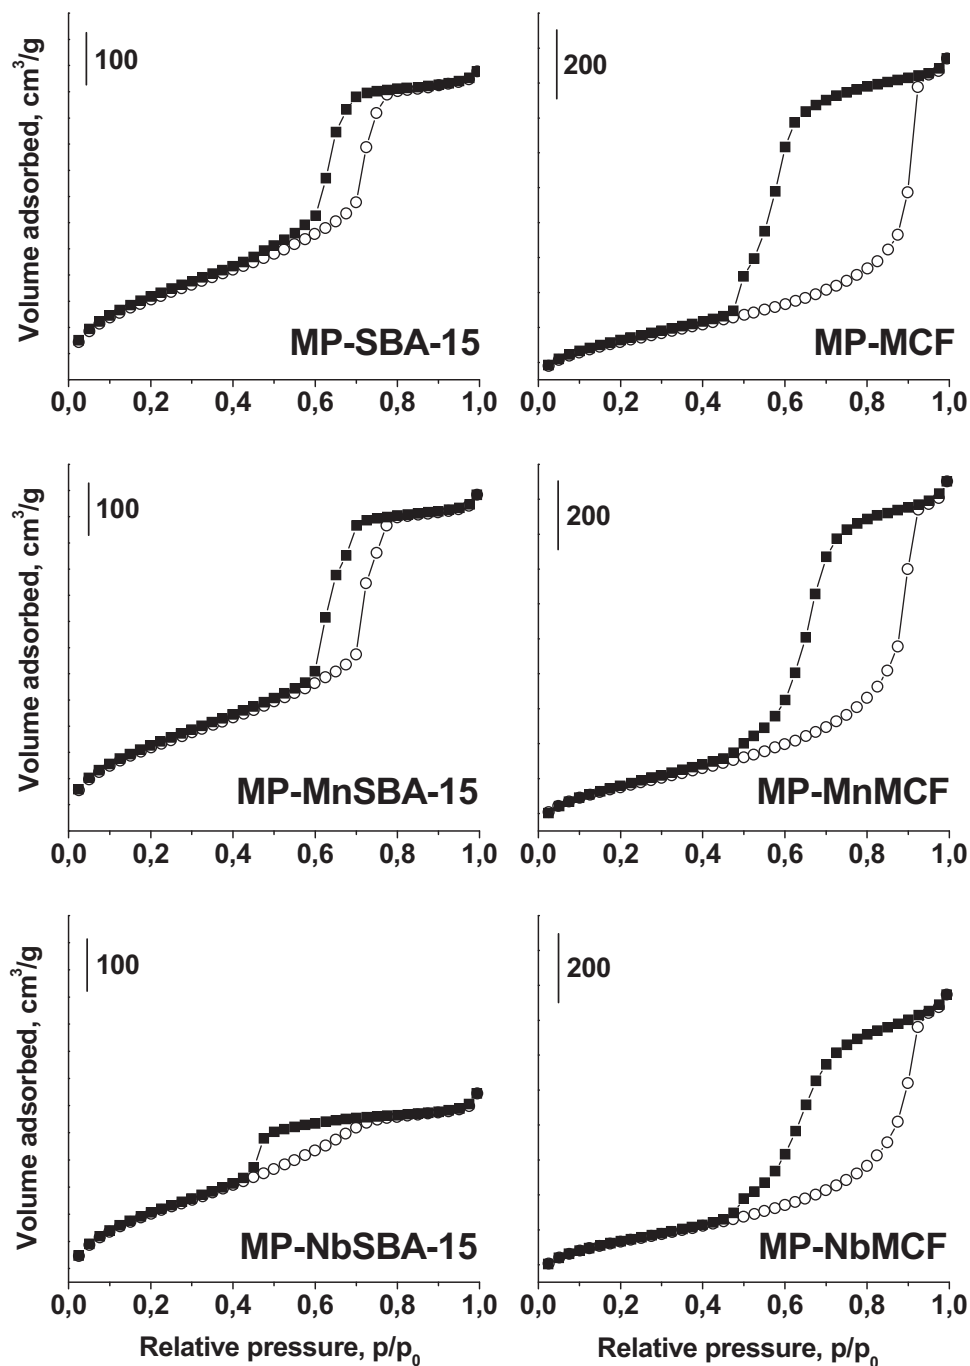 Volume adsorbed, cm³/g
100
MP-SBA-15
0,0 0,2 0,4 0,6 0,8 1,0
200
MP-MCF
0,0 0,2 0,4 0,6 0,8 1,0
Volume adsorbed, cm³/g
100
MP-MnSBA-15
0,0 0,2 0,4 0,6 0,8 1,0
200
MP-MnMCF
0,0 0,2 0,4 0,6 0,8 1,0
Volume adsorbed, cm³/g
100
MP-NbSBA-15
0,0 0,2 0,4 0,6 0,8 1,0
Relative pressure, p/p₀
200
MP-NbMCF
0,0 0,2 0,4 0,6 0,8 1,0
Relative pressure, p/p₀